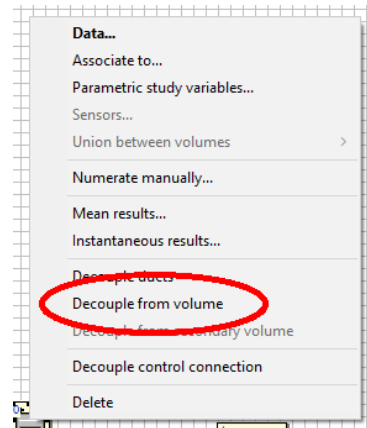 Data...
Associate to...
Parametric study variables...
Sensors...
Union between volumes
Numerate manually...
Mean results...
Instantaneous results...
Decouple ducts
Decouple from volume
Decouple from secondary volume
Decouple control connection
Delete